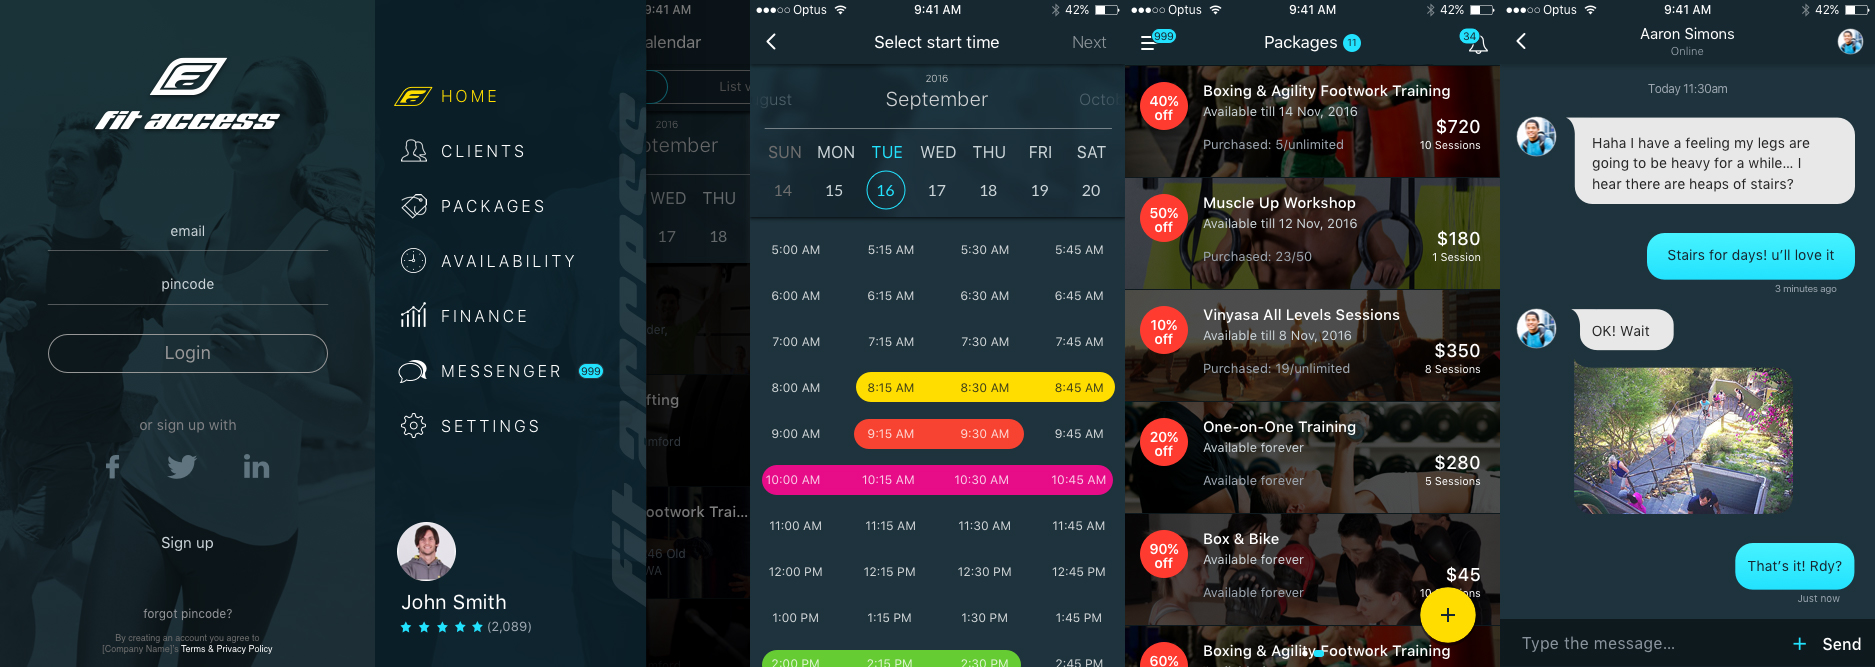 fit access
email
pincode
Login
or sign up with
f
in
Sign up
forgot pincode?
By creating an account you agree to
[Company Name]'s Terms & Privacy Policy
HOME
CLIENTS
PACKAGES
AVAILABILITY
FINANCE
MESSENGER 999
SETTINGS
John Smith
(2,089)
fit access
9:41 AM
alendar
List v
2016
otember
WED THU
17 18
der,
fting
mford
ootwork Trai...
46 Old
WA
Optus 9:41 AM 42%
Select start time Next
2016
gust September Octol
SUN MON TUE WED THU FRI SAT
14 15 16 17 18 19 20
5:00 AM 5:15 AM 5:30 AM 5:45 AM
6:00 AM 6:15 AM 6:30 AM 6:45 AM
7:00 AM 7:15 AM 7:30 AM 7:45 AM
8:00 AM 8:15 AM 8:30 AM 8:45 AM
9:00 AM 9:15 AM 9:30 AM 9:45 AM
10:00 AM 10:15 AM 10:30 AM 10:45 AM
11:00 AM 11:15 AM 11:30 AM 11:45 AM
12:00 PM 12:15 PM 12:30 PM 12:45 PM
1:00 PM 1:15 PM 1:30 PM 1:45 PM
2:00 PM 2:15 PM 2:30 PM 2:45 PM
Optus 9:41 AM 42%
999 Packages 11 34
40% off
Boxing & Agility Footwork Training
Available till 14 Nov, 2016
$720
Purchased: 5/unlimited 10 Sessions
50% off
Muscle Up Workshop
Available till 12 Nov, 2016
$180
Purchased: 23/50 1 Session
10% off
Vinyasa All Levels Sessions
Available till 8 Nov, 2016
$350
Purchased: 19/unlimited 8 Sessions
20% off
One-on-One Training
Available forever
$280
Available forever 5 Sessions
90% off
Box & Bike
Available forever
$45
Available forever 10 ions
+
60%
Boxing & Agility Footwork Training
Optus 9:41 AM 42%
Aaron Simons
Online
Today 11:30am
Haha I have a feeling my legs are
going to be heavy for a while... I
hear there are heaps of stairs?
Stairs for days! u'll love it
3 minutes ago
OK! Wait
That's it! Rdy?
Just now
Type the message... + Send